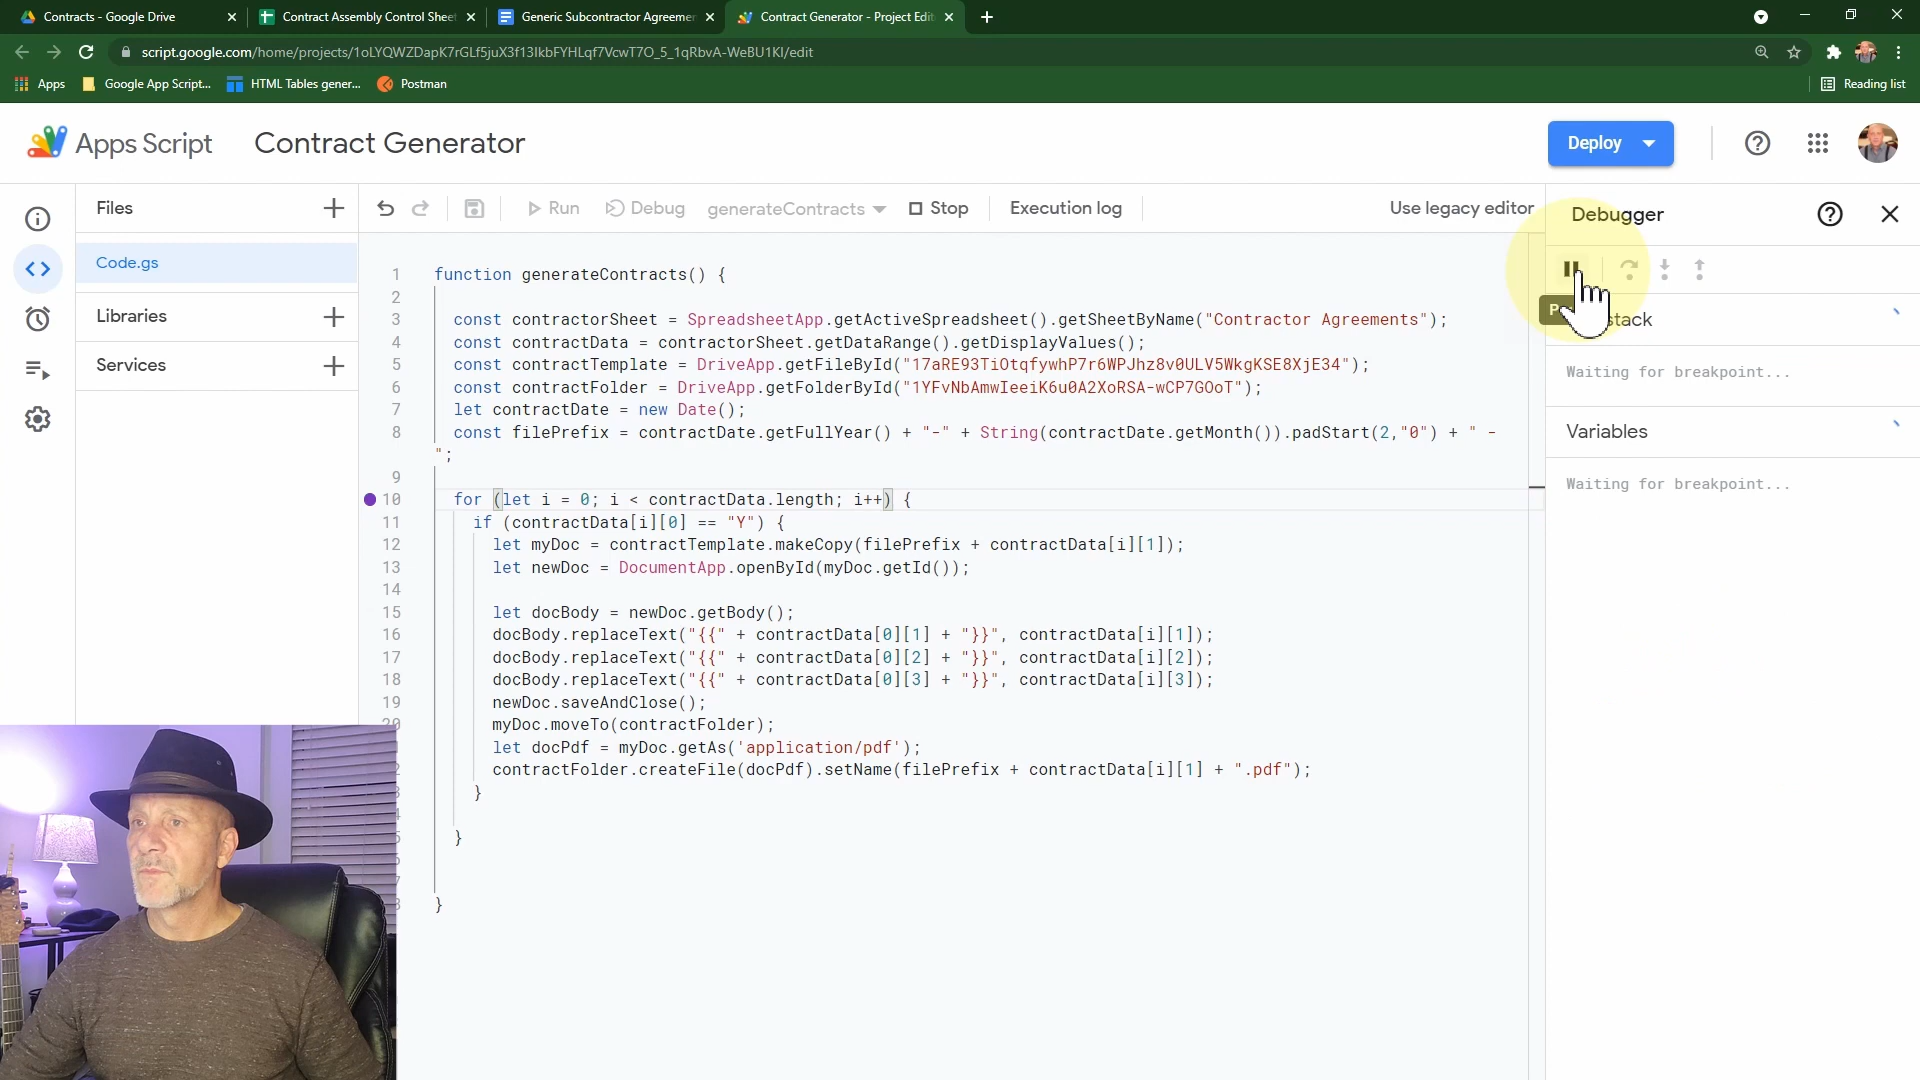 Contracts - Google Drive
Contract Assembly Control Sheet
Generic Subcontractor Agreemen
Contract Generator - Project Edit
script.google.com/home/projects/1oLYQWZDapK7rGLf5juX3f13IkbFYHLqf7VcwT7O_5_1qRbvA-WeBU1KI/edit
Apps
Google App Script...
HTML Tables gener...
Postman
Reading list
Apps Script
Contract Generator
Deploy
Files
Code.gs
Libraries
Services
Run
Debug
generateContracts
Stop
Execution log
Use legacy editor
Debugger
stack
Waiting for breakpoint...
Variables
Waiting for breakpoint...
1 function generateContracts() {
2
3 const contractorSheet = SpreadsheetApp.getActiveSpreadsheet().getSheetByName("Contractor Agreements");
4 const contractData = contractorSheet.getDataRange().getDisplayValues();
5 const contractTemplate = DriveApp.getFileById("17aRE93TiOtqfywhP7r6WPJhz8v0ULV5WkgKSE8XjE34");
6 const contractFolder = DriveApp.getFolderById("1YFvNbAmwIeeiK6u0A2XoRSA-wCP7GOoT");
7 let contractDate = new Date();
8 const filePrefix = contractDate.getFullYear() + "-" + String(contractDate.getMonth()).padStart(2,"0") + " -
";
9
10 for (let i = 0; i < contractData.length; i++) {
11 if (contractData[i][0] == "Y") {
12 let myDoc = contractTemplate.makeCopy(filePrefix + contractData[i][1]);
13 let newDoc = DocumentApp.openById(myDoc.getId());
14
15 let docBody = newDoc.getBody();
16 docBody.replaceText("{{" + contractData[0][1] + "}}", contractData[i][1]);
17 docBody.replaceText("{{" + contractData[0][2] + "}}", contractData[i][2]);
18 docBody.replaceText("{{" + contractData[0][3] + "}}", contractData[i][3]);
19 newDoc.saveAndClose();
myDoc.moveTo(contractFolder);
let docPdf = myDoc.getAs('application/pdf');
contractFolder.createFile(docPdf).setName(filePrefix + contractData[i][1] + ".pdf");
}
}
}